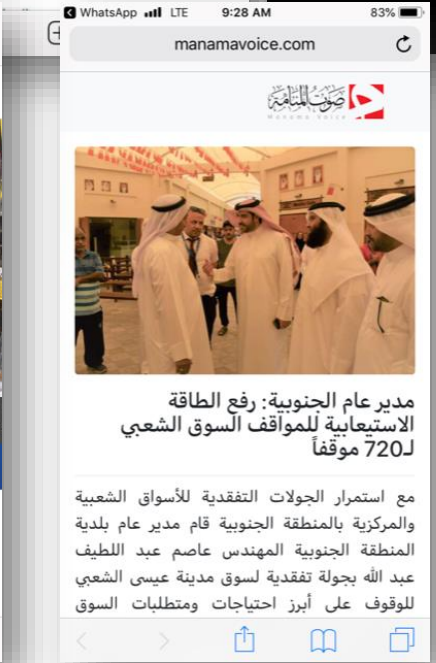 WhatsApp LTE 9:28 AM 83%
manamavoice.com
صوت المنامة
Manama Voice
مدير عام الجنوبية: رفع الطاقة
الاستيعابية للمواقف السوق الشعبي
لـ720 موقفاً
مع استمرار الجولات التفقدية للأسواق الشعبية
والمركزية بالمنطقة الجنوبية قام مدير عام بلدية
المنطقة الجنوبية المهندس عاصم عبد اللطيف
عبد الله بجولة تفقدية لسوق مدينة عيسى الشعبي
للوقوف على أبرز احتياجات ومتطلبات السوق